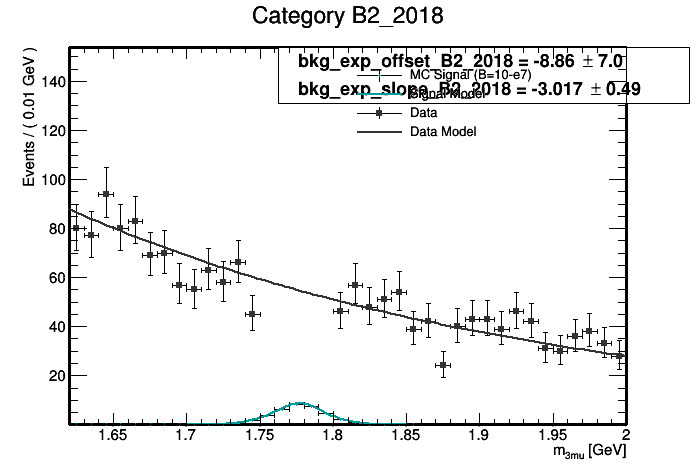 Category B2_2018
bkg_exp_offset_B2_2018 = -8.86 ± 7.0
MC Signal (B=10-e7)
bkg_exp_slope_B2_2018 = -3.017 ± 0.49
Signal Model
Data
Data Model
Events / ( 0.01 GeV )
140
120
100
80
60
40
20
1.65 1.7 1.75 1.8 1.85 1.9 1.95 2
m3mu [GeV]